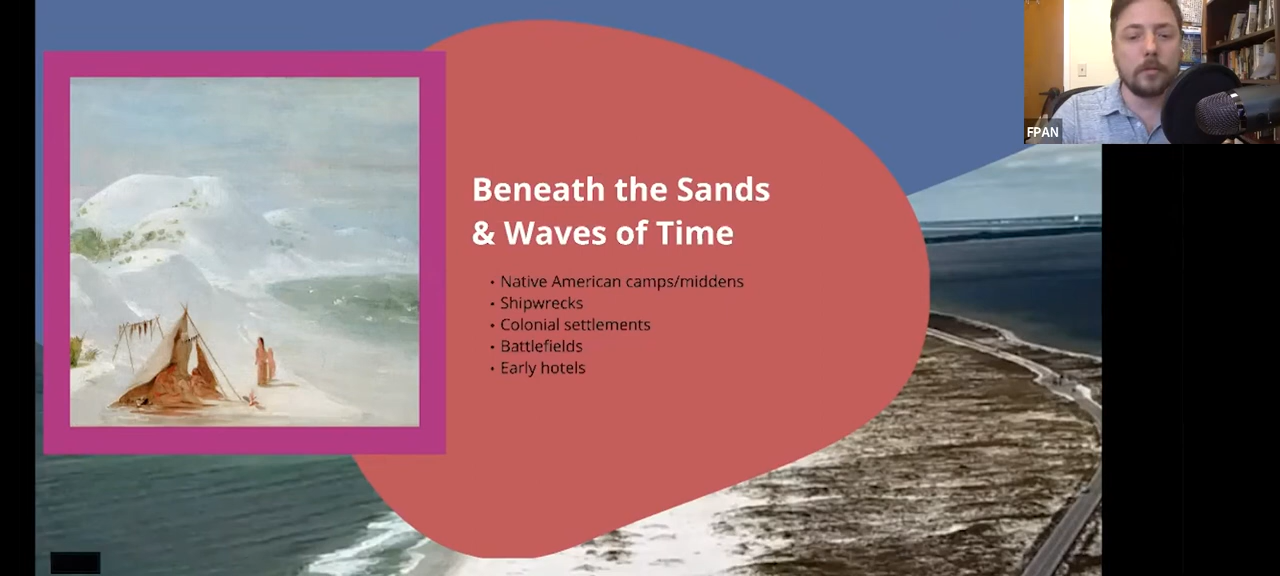 FPAN
Beneath the Sands
& Waves of Time
• Native American camps/middens
• Shipwrecks
• Colonial settlements
• Battlefields
• Early hotels